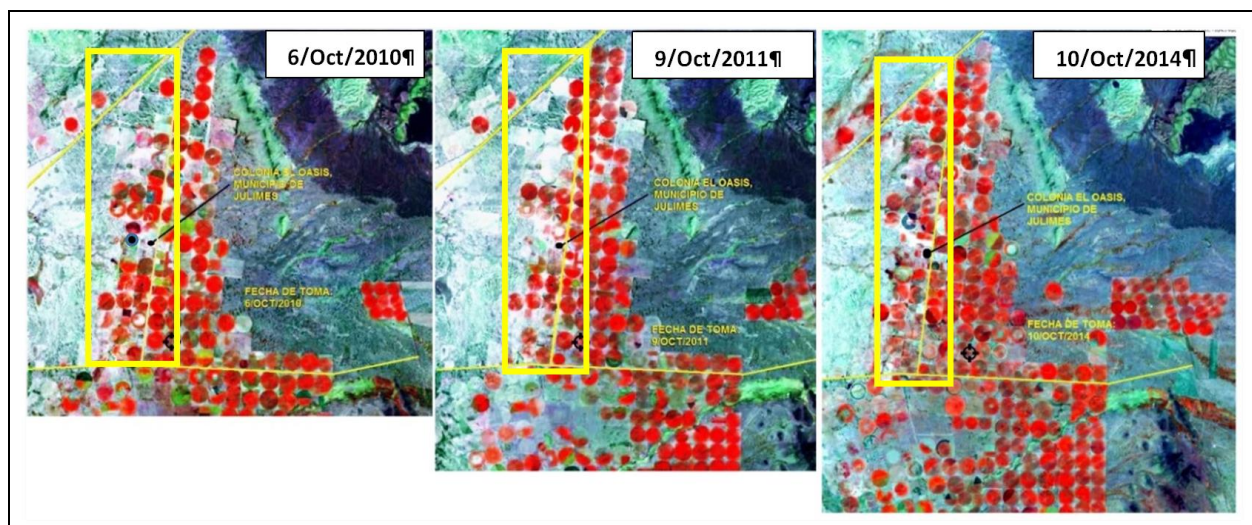 6/Oct/2010¶
COLONIA EL OASIS,
MUNICIPIO DE
JULIMES
FECHA DE TOMA:
6/OCT/2010
9/Oct/2011¶
COLONIA EL OASIS,
MUNICIPIO DE
JULIMES
FECHA DE TOMA:
9/OCT/2011
10/Oct/2014¶
COLONIA EL OASIS,
MUNICIPIO DE
JULIMES
FECHA DE TOMA:
10/OCT/2014